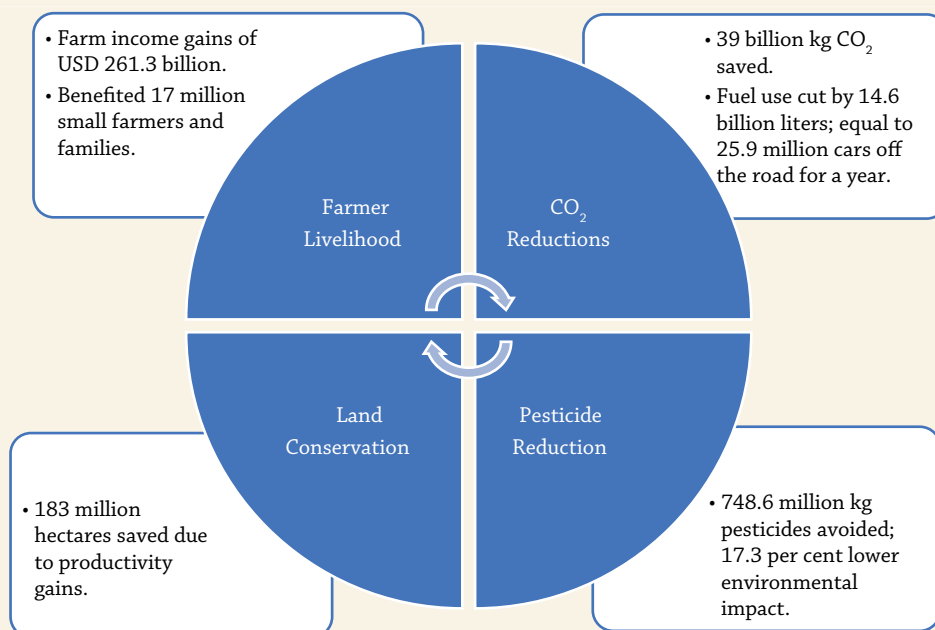 • Farm income gains of
USD 261.3 billion.
• Benefited 17 million
small farmers and
families.
• 39 billion kg CO₂
saved.
• Fuel use cut by 14.6
billion liters; equal to
25.9 million cars off
the road for a year.
Farmer
Livelihood
CO₂
Reductions
Land
Conservation
Pesticide
Reduction
• 183 million
hectares saved due
to productivity
gains.
• 748.6 million kg
pesticides avoided;
17.3 per cent lower
environmental
impact.